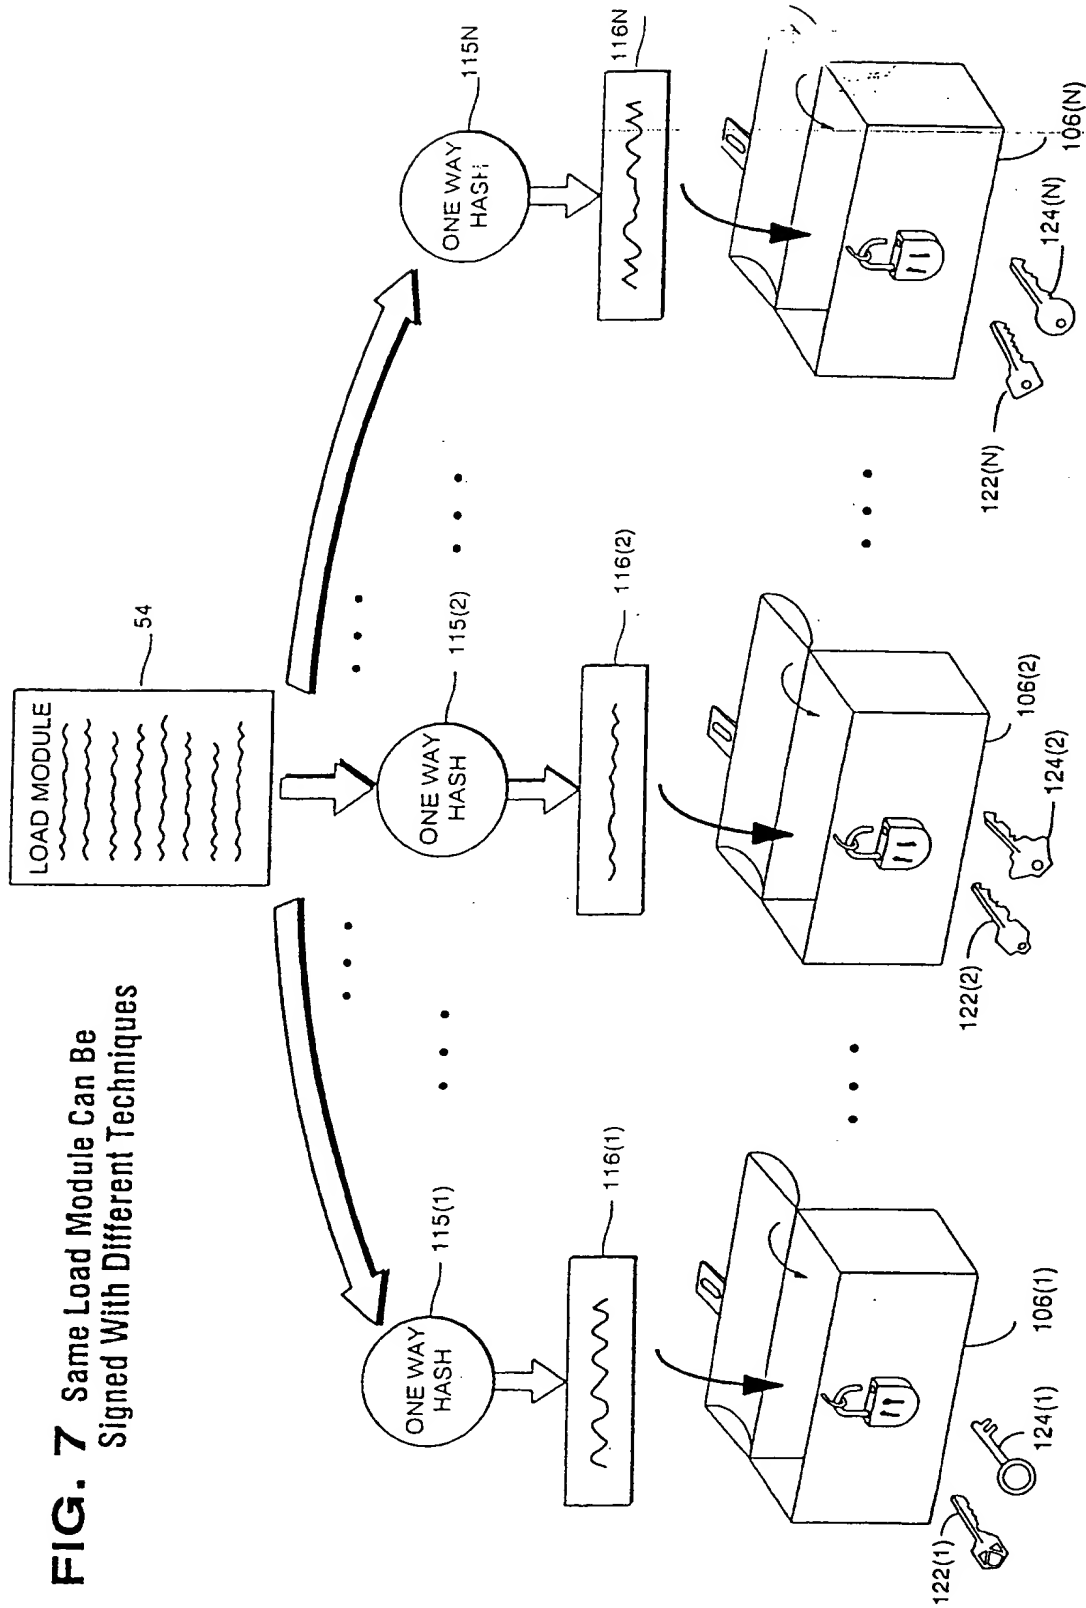 FIG. 7 Same Load Module Can Be
Signed With Different Techniques
LOAD MODULE
54
ONE WAY
HASH
115(1)
ONE WAY
HASH
115(2)
ONE WAY
HASH
115N
116(1)
116(2)
116N
122(1)
124(1)
106(1)
122(2)
124(2)
106(2)
122(N)
124(N)
106(N)